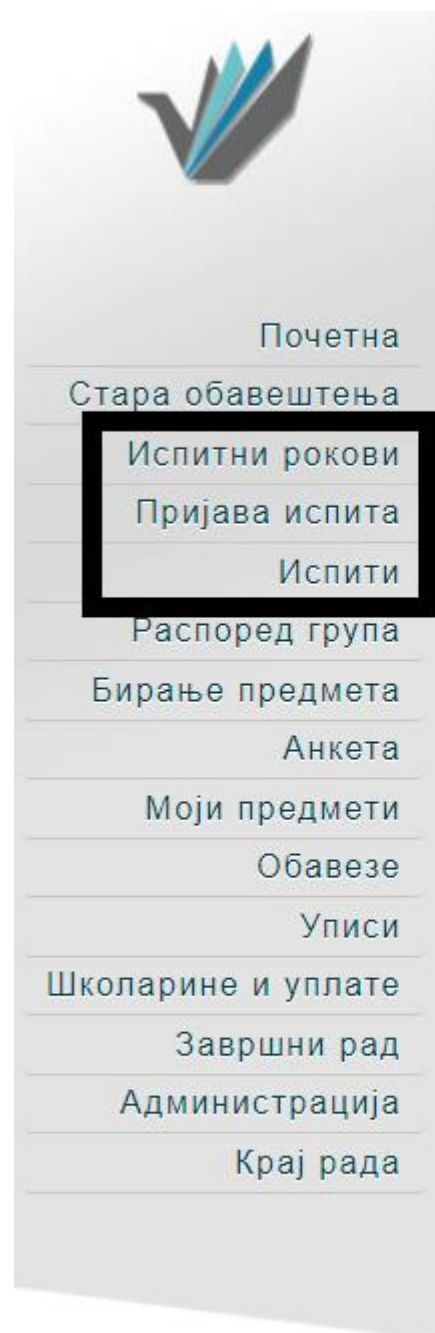 Почетна
Стара обавештења
Испитни рокови
Пријава испита
Испити
Распоред група
Бирање предмета
Анкета
Моји предмети
Обавезе
Уписи
Школарине и уплате
Завршни рад
Администрација
Крај рада